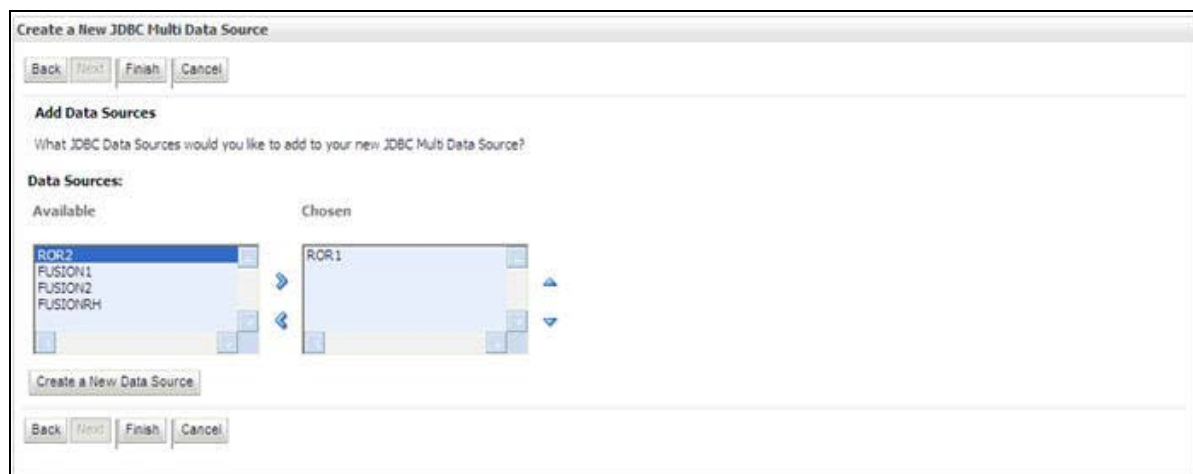 Create a New JDBC Multi Data Source
Back Next Finish Cancel
Add Data Sources
What JDBC Data Sources would you like to add to your new JDBC Multi Data Source?
Data Sources:
Available Chosen
ROR2 ROR1
FUSION1
FUSION2
FUSIONRH
Create a New Data Source
Back Next Finish Cancel